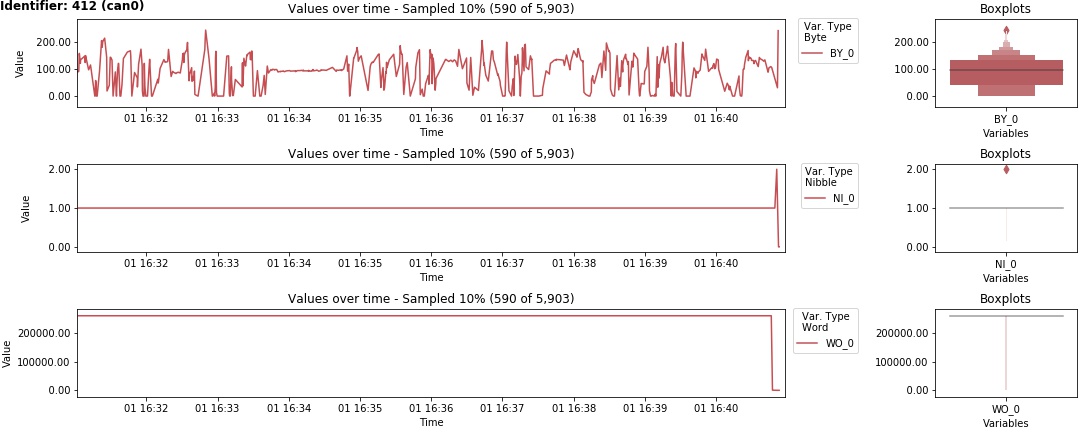 Identifier: 412 (can0)
Values over time - Sampled 10% (590 of 5,903)
Value
200.00
100.00
0.00
01 16:32 01 16:33 01 16:34 01 16:35 01 16:36 01 16:37 01 16:38 01 16:39 01 16:40
Time
Var. Type
Byte
BY_0
Boxplots
200.00
100.00
0.00
BY_0
Variables
Values over time - Sampled 10% (590 of 5,903)
Value
2.00
1.00
0.00
01 16:32 01 16:33 01 16:34 01 16:35 01 16:36 01 16:37 01 16:38 01 16:39 01 16:40
Time
Var. Type
Nibble
NI_0
Boxplots
2.00
1.00
0.00
NI_0
Variables
Values over time - Sampled 10% (590 of 5,903)
Value
200000.00
100000.00
0.00
01 16:32 01 16:33 01 16:34 01 16:35 01 16:36 01 16:37 01 16:38 01 16:39 01 16:40
Time
Var. Type
Word
WO_0
Boxplots
200000.00
100000.00
0.00
WO_0
Variables